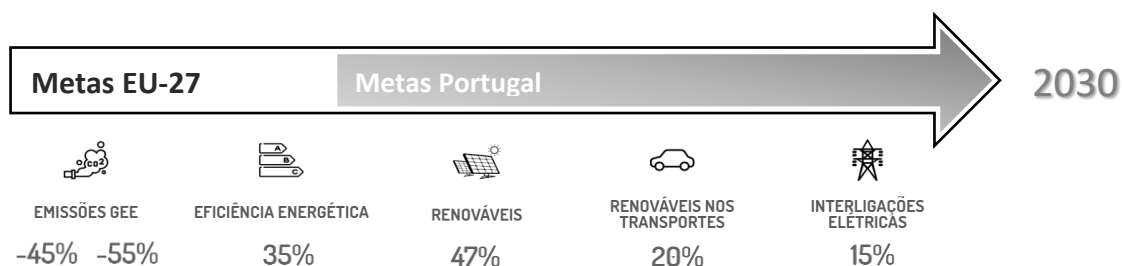 Metas EU-27
Metas Portugal
2030
CO2
A
B
C
EMISSÕES GEE
EFICIÊNCIA ENERGÉTICA
RENOVÁVEIS
RENOVÁVEIS NOS
TRANSPORTES
INTERLIGAÇÕES
ELÉTRICAS
-45% -55%
35%
47%
20%
15%